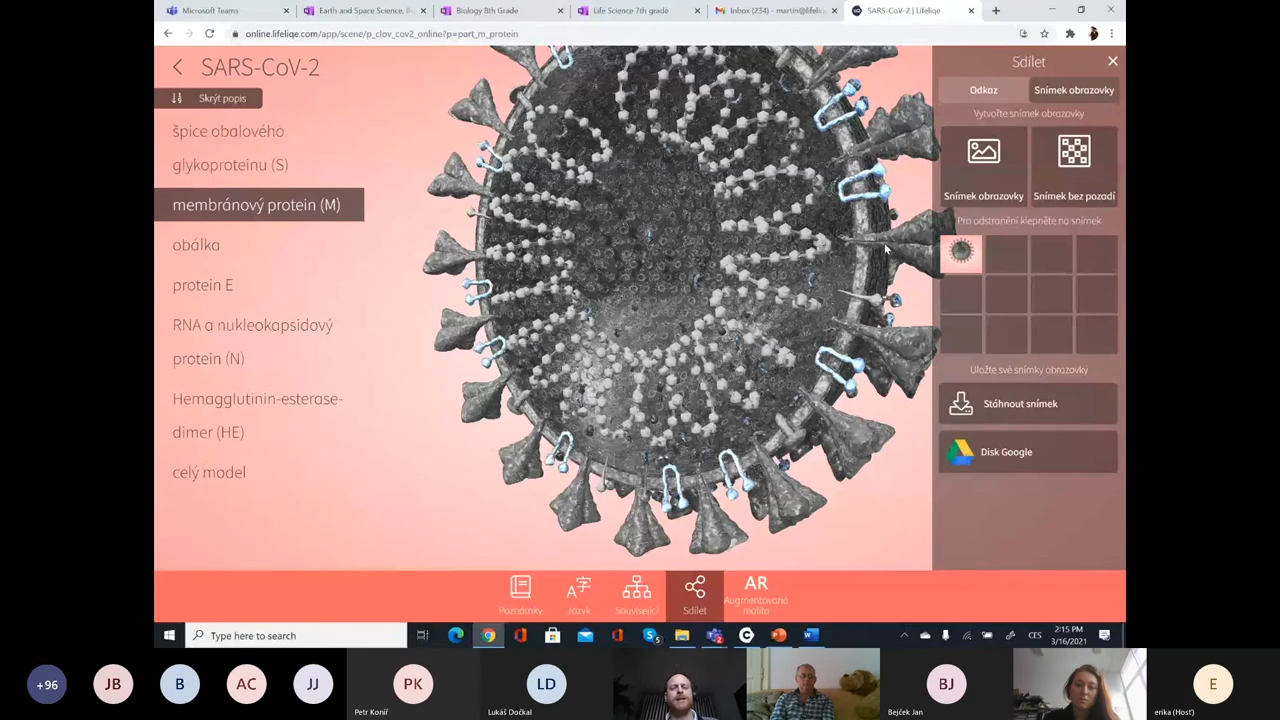 Microsoft Teams
Earth and Space Science, Bi
Biology 8th Grade
Life Science 7th grade
Inbox (234) - martin@lifeliq
SARS-CoV-2 | Lifeliqe
online.lifeliqe.com/app/scene/p_clov_cov2_online?p=part_m_protein
SARS-CoV-2
Skrýt popis
špice obalového
glykoproteinu (S)
membránový protein (M)
obálka
protein E
RNA a nukleokapsidový
protein (N)
Hemagglutinin-esterase-
dimer (HE)
celý model
Sdílet
Odkaz
Snímek obrazovky
Vytvořte snímek obrazovky
Snímek obrazovky
Snímek bez pozadí
Pro odstranění klepněte na snímek
Uložte své snímky obrazovky
Stáhnout snímek
Disk Google
Poznámky
Jazyk
Související
Sdílet
AR
Augmentovaná
realita
Type here to search
CES
2:15 PM
3/16/2021
+96
JB
B
AC
JJ
PK
Petr Koníř
LD
Lukáš Dočkal
BJ
Bejček Jan
E
erika (Host)